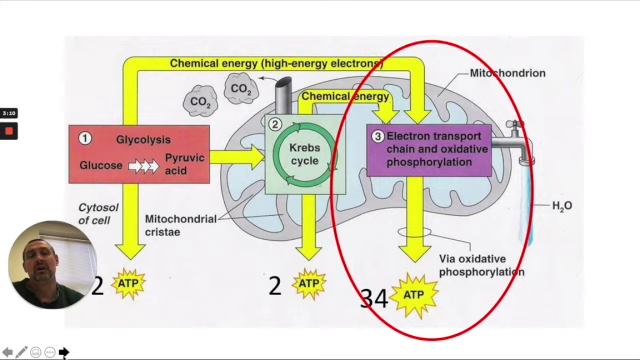 3:10
Chemical energy (high-energy electrons)
Mitochondrion
CO2
CO2
Chemical energy
1
Glycolysis
Glucose
Pyruvic
acid
2
Krebs
cycle
3
Electron transport
chain and oxidative
phosphorylation
Cytosol
of cell
Mitochondrial
cristae
H2O
Via oxidative
phosphorylation
2
ATP
2
ATP
34
ATP